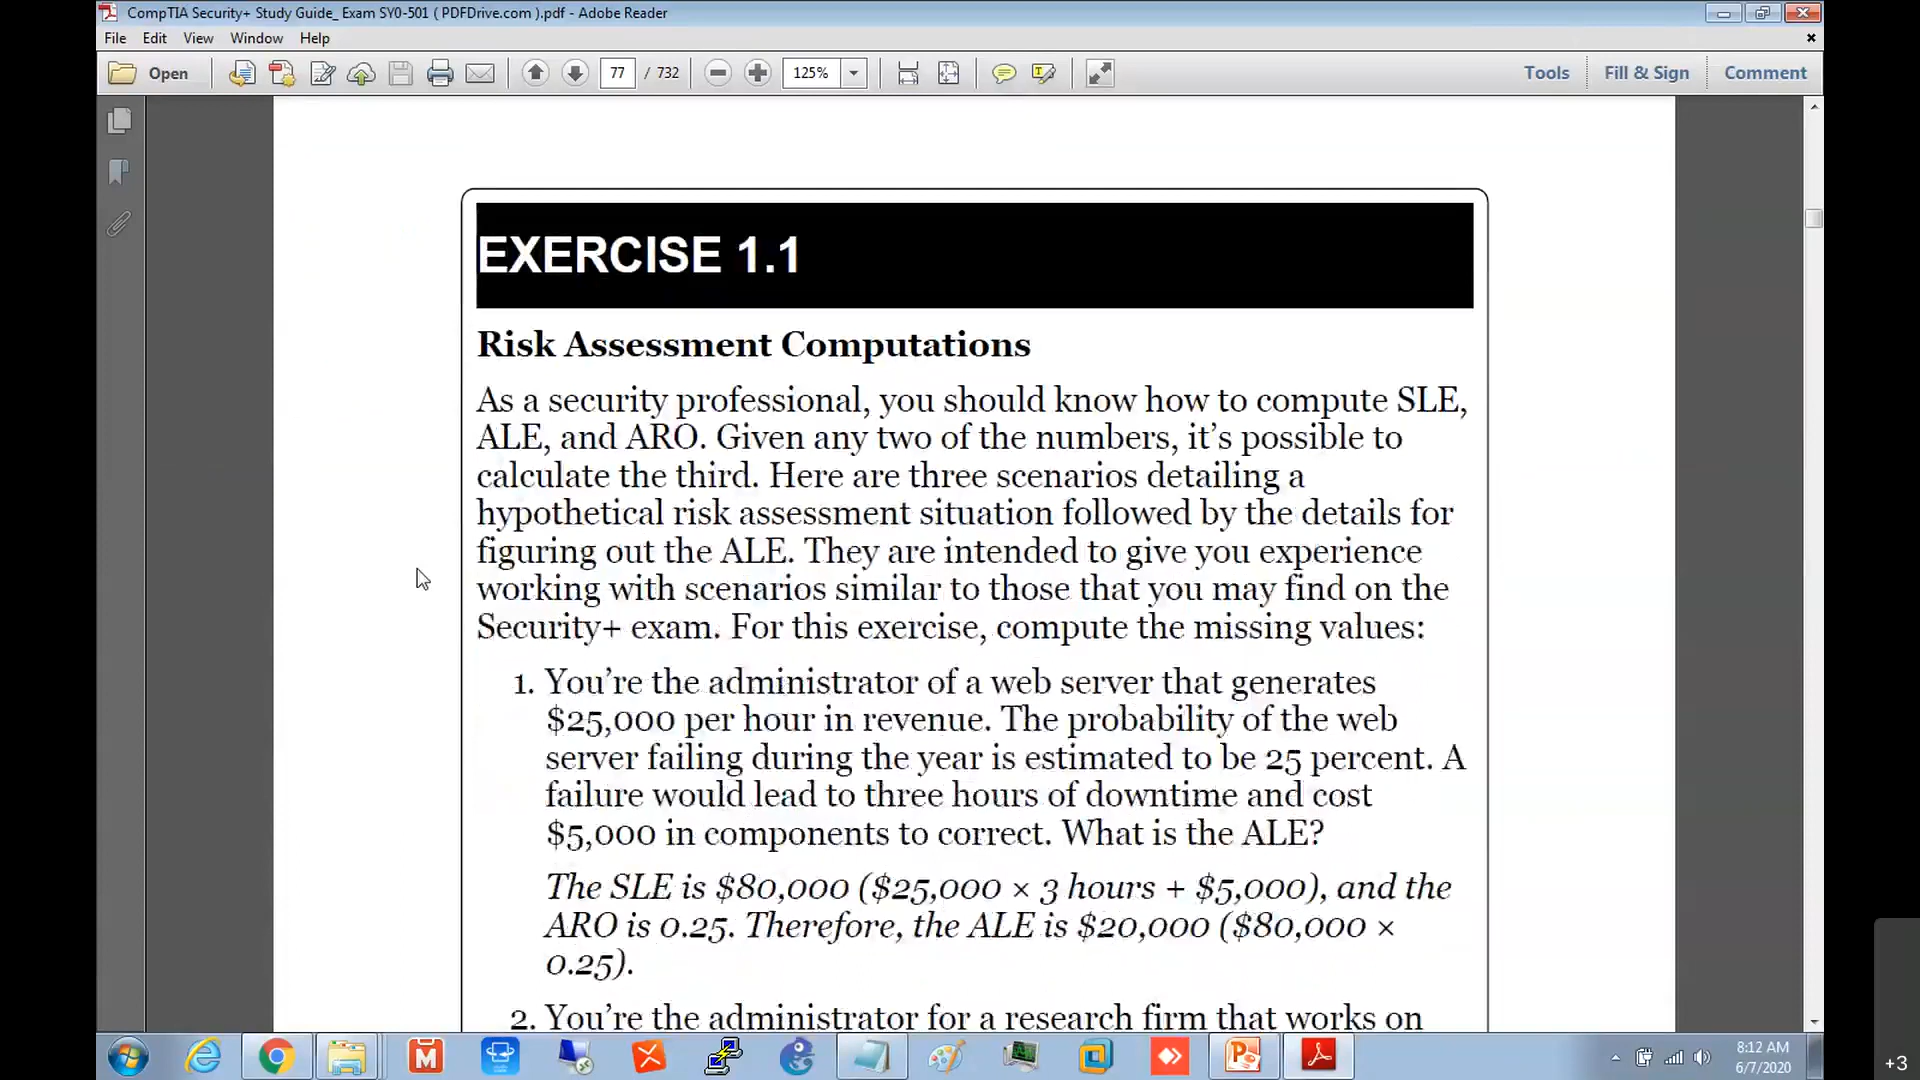 CompTIA Security+ Study Guide_ Exam SY0-501 ( PDFDrive.com ).pdf - Adobe Reader
File Edit View Window Help
Open 77 / 732 125% Tools Fill & Sign Comment
EXERCISE 1.1
Risk Assessment Computations
As a security professional, you should know how to compute SLE,
ALE, and ARO. Given any two of the numbers, it’s possible to
calculate the third. Here are three scenarios detailing a
hypothetical risk assessment situation followed by the details for
figuring out the ALE. They are intended to give you experience
working with scenarios similar to those that you may find on the
Security+ exam. For this exercise, compute the missing values:
1. You’re the administrator of a web server that generates
$25,000 per hour in revenue. The probability of the web
server failing during the year is estimated to be 25 percent. A
failure would lead to three hours of downtime and cost
$5,000 in components to correct. What is the ALE?
The SLE is $80,000 ($25,000 × 3 hours + $5,000), and the
ARO is 0.25. Therefore, the ALE is $20,000 ($80,000 ×
0.25).
2. You’re the administrator for a research firm that works on
8:12 AM
6/7/2020
+3